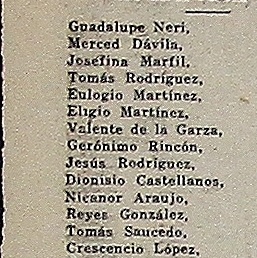 Guadalupe Neri,
Merced Dávila,
Josefina Marfil,
Tomás Rodríguez,
Eulogio Martínez,
Eligio Martínez,
Valente de la Garza,
Gerónimo Rincón,
Jesús Rodríguez,
Dionisio Castellanos,
Nicanor Araujo,
Reyes González,
Tomás Saucedo,
Crescencio López,